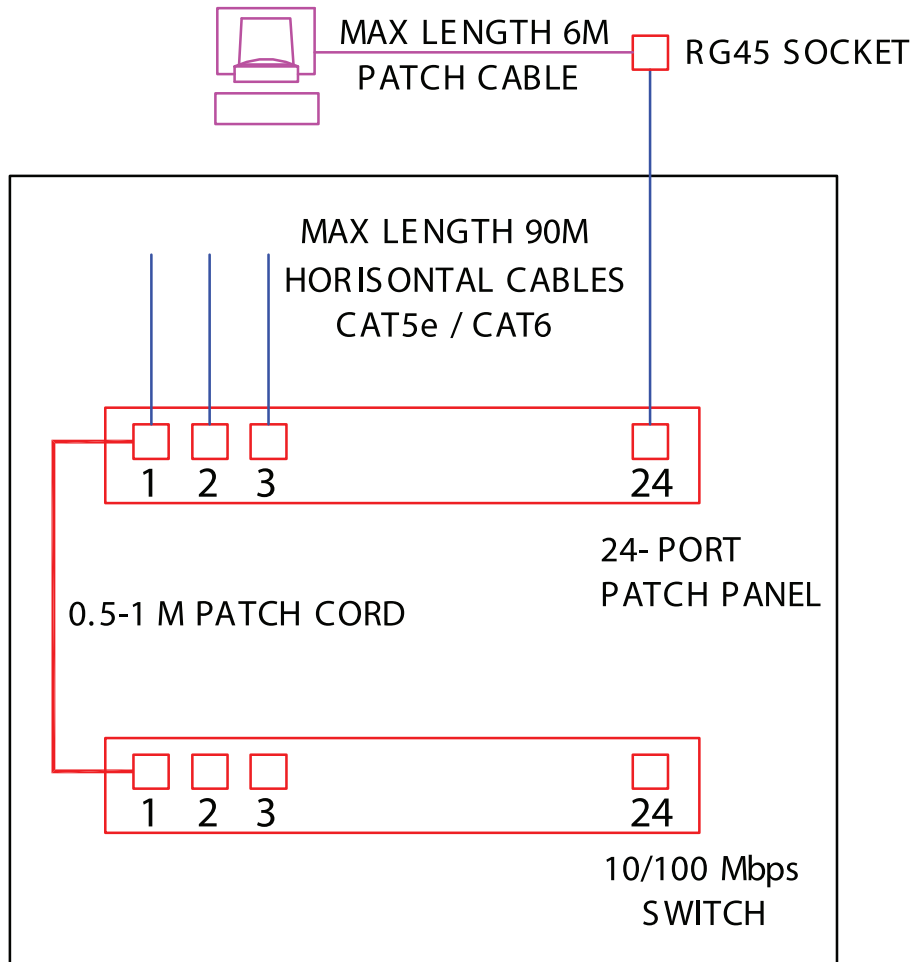 MAX LENGTH 6M
PATCH CABLE
RG45 SOCKET
MAX LENGTH 90M
HORISONTAL CABLES
CAT5e / CAT6
1 2 3 24
24- PORT
PATCH PANEL
0.5-1 M PATCH CORD
1 2 3 24
10/100 Mbps
SWITCH